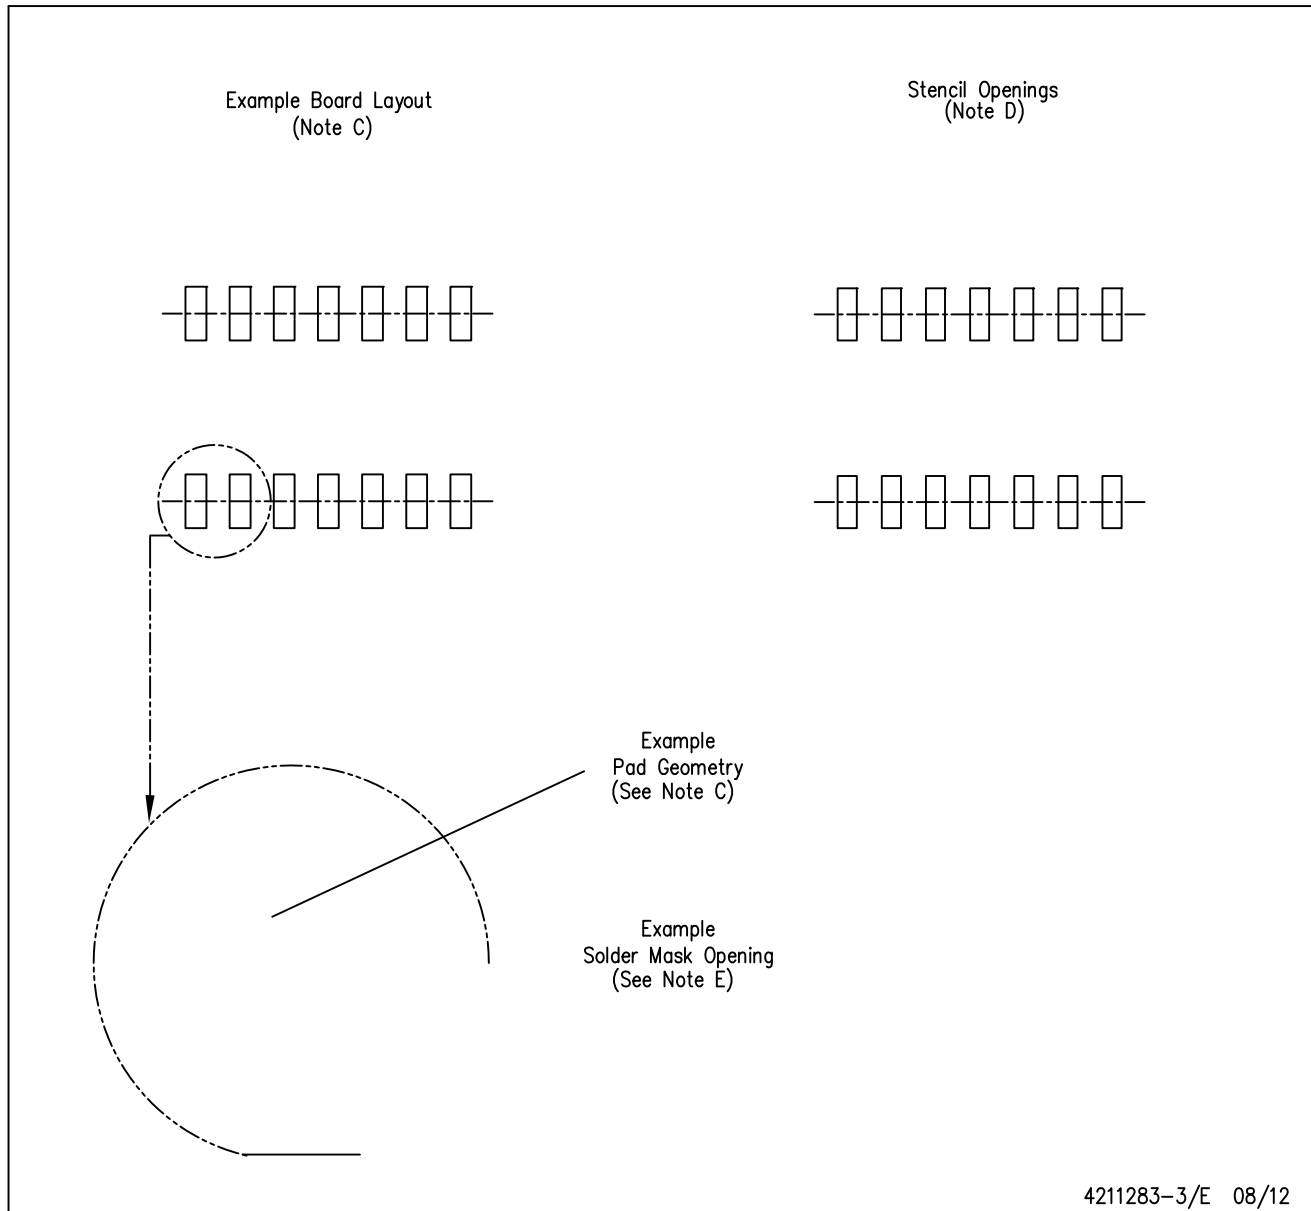 Example Board Layout
(Note C)
Stencil Openings
(Note D)
Example
Pad Geometry
(See Note C)
Example
Solder Mask Opening
(See Note E)
4211283-3/E 08/12